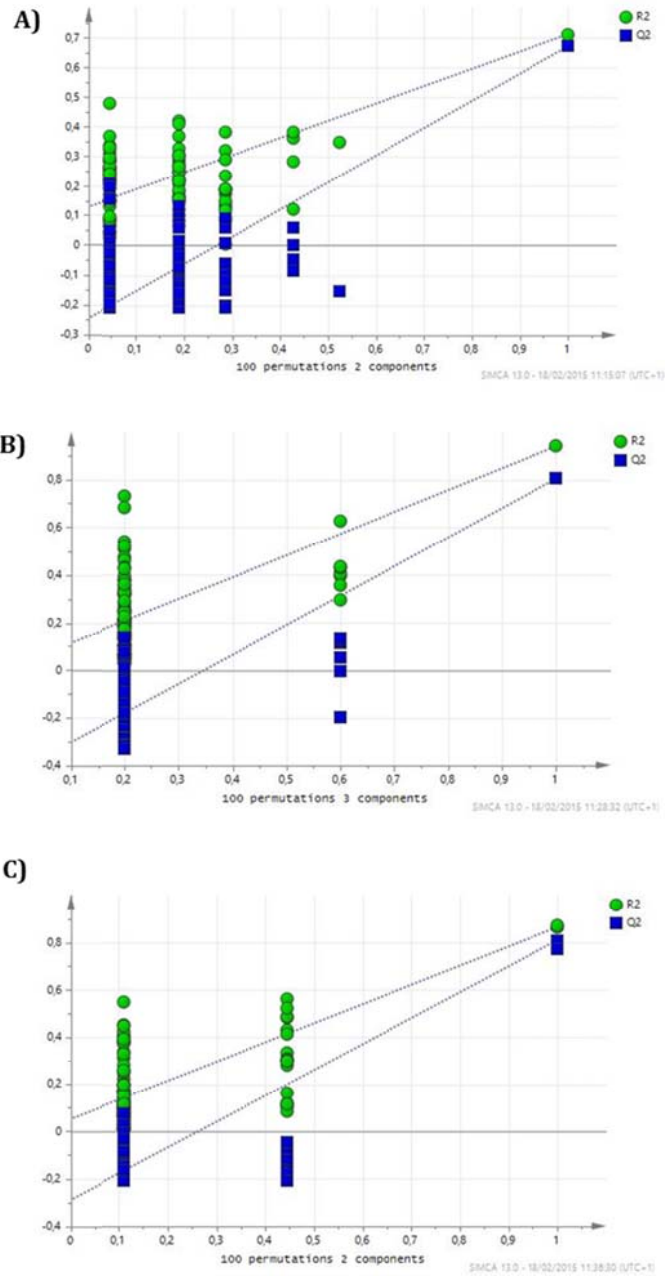 A)
R2
Q2
0,7
0,6
0,5
0,4
0,3
0,2
0,1
0
-0,1
-0,2
-0,3
0 0,1 0,2 0,3 0,4 0,5 0,6 0,7 0,8 0,9 1
100 permutations 2 components
SIMCA 13.0 - 18/02/2015 11:15:07 (UTC+1)
B)
R2
Q2
0,8
0,6
0,4
0,2
0
-0,2
-0,4
0,1 0,2 0,3 0,4 0,5 0,6 0,7 0,8 0,9 1
100 permutations 3 components
SIMCA 13.0 - 18/02/2015 11:28:32 (UTC+1)
C)
R2
Q2
0,8
0,6
0,4
0,2
0
-0,2
-0,4
0 0,1 0,2 0,3 0,4 0,5 0,6 0,7 0,8 0,9 1
100 permutations 2 components
SIMCA 13.0 - 18/02/2015 11:36:30 (UTC+1)